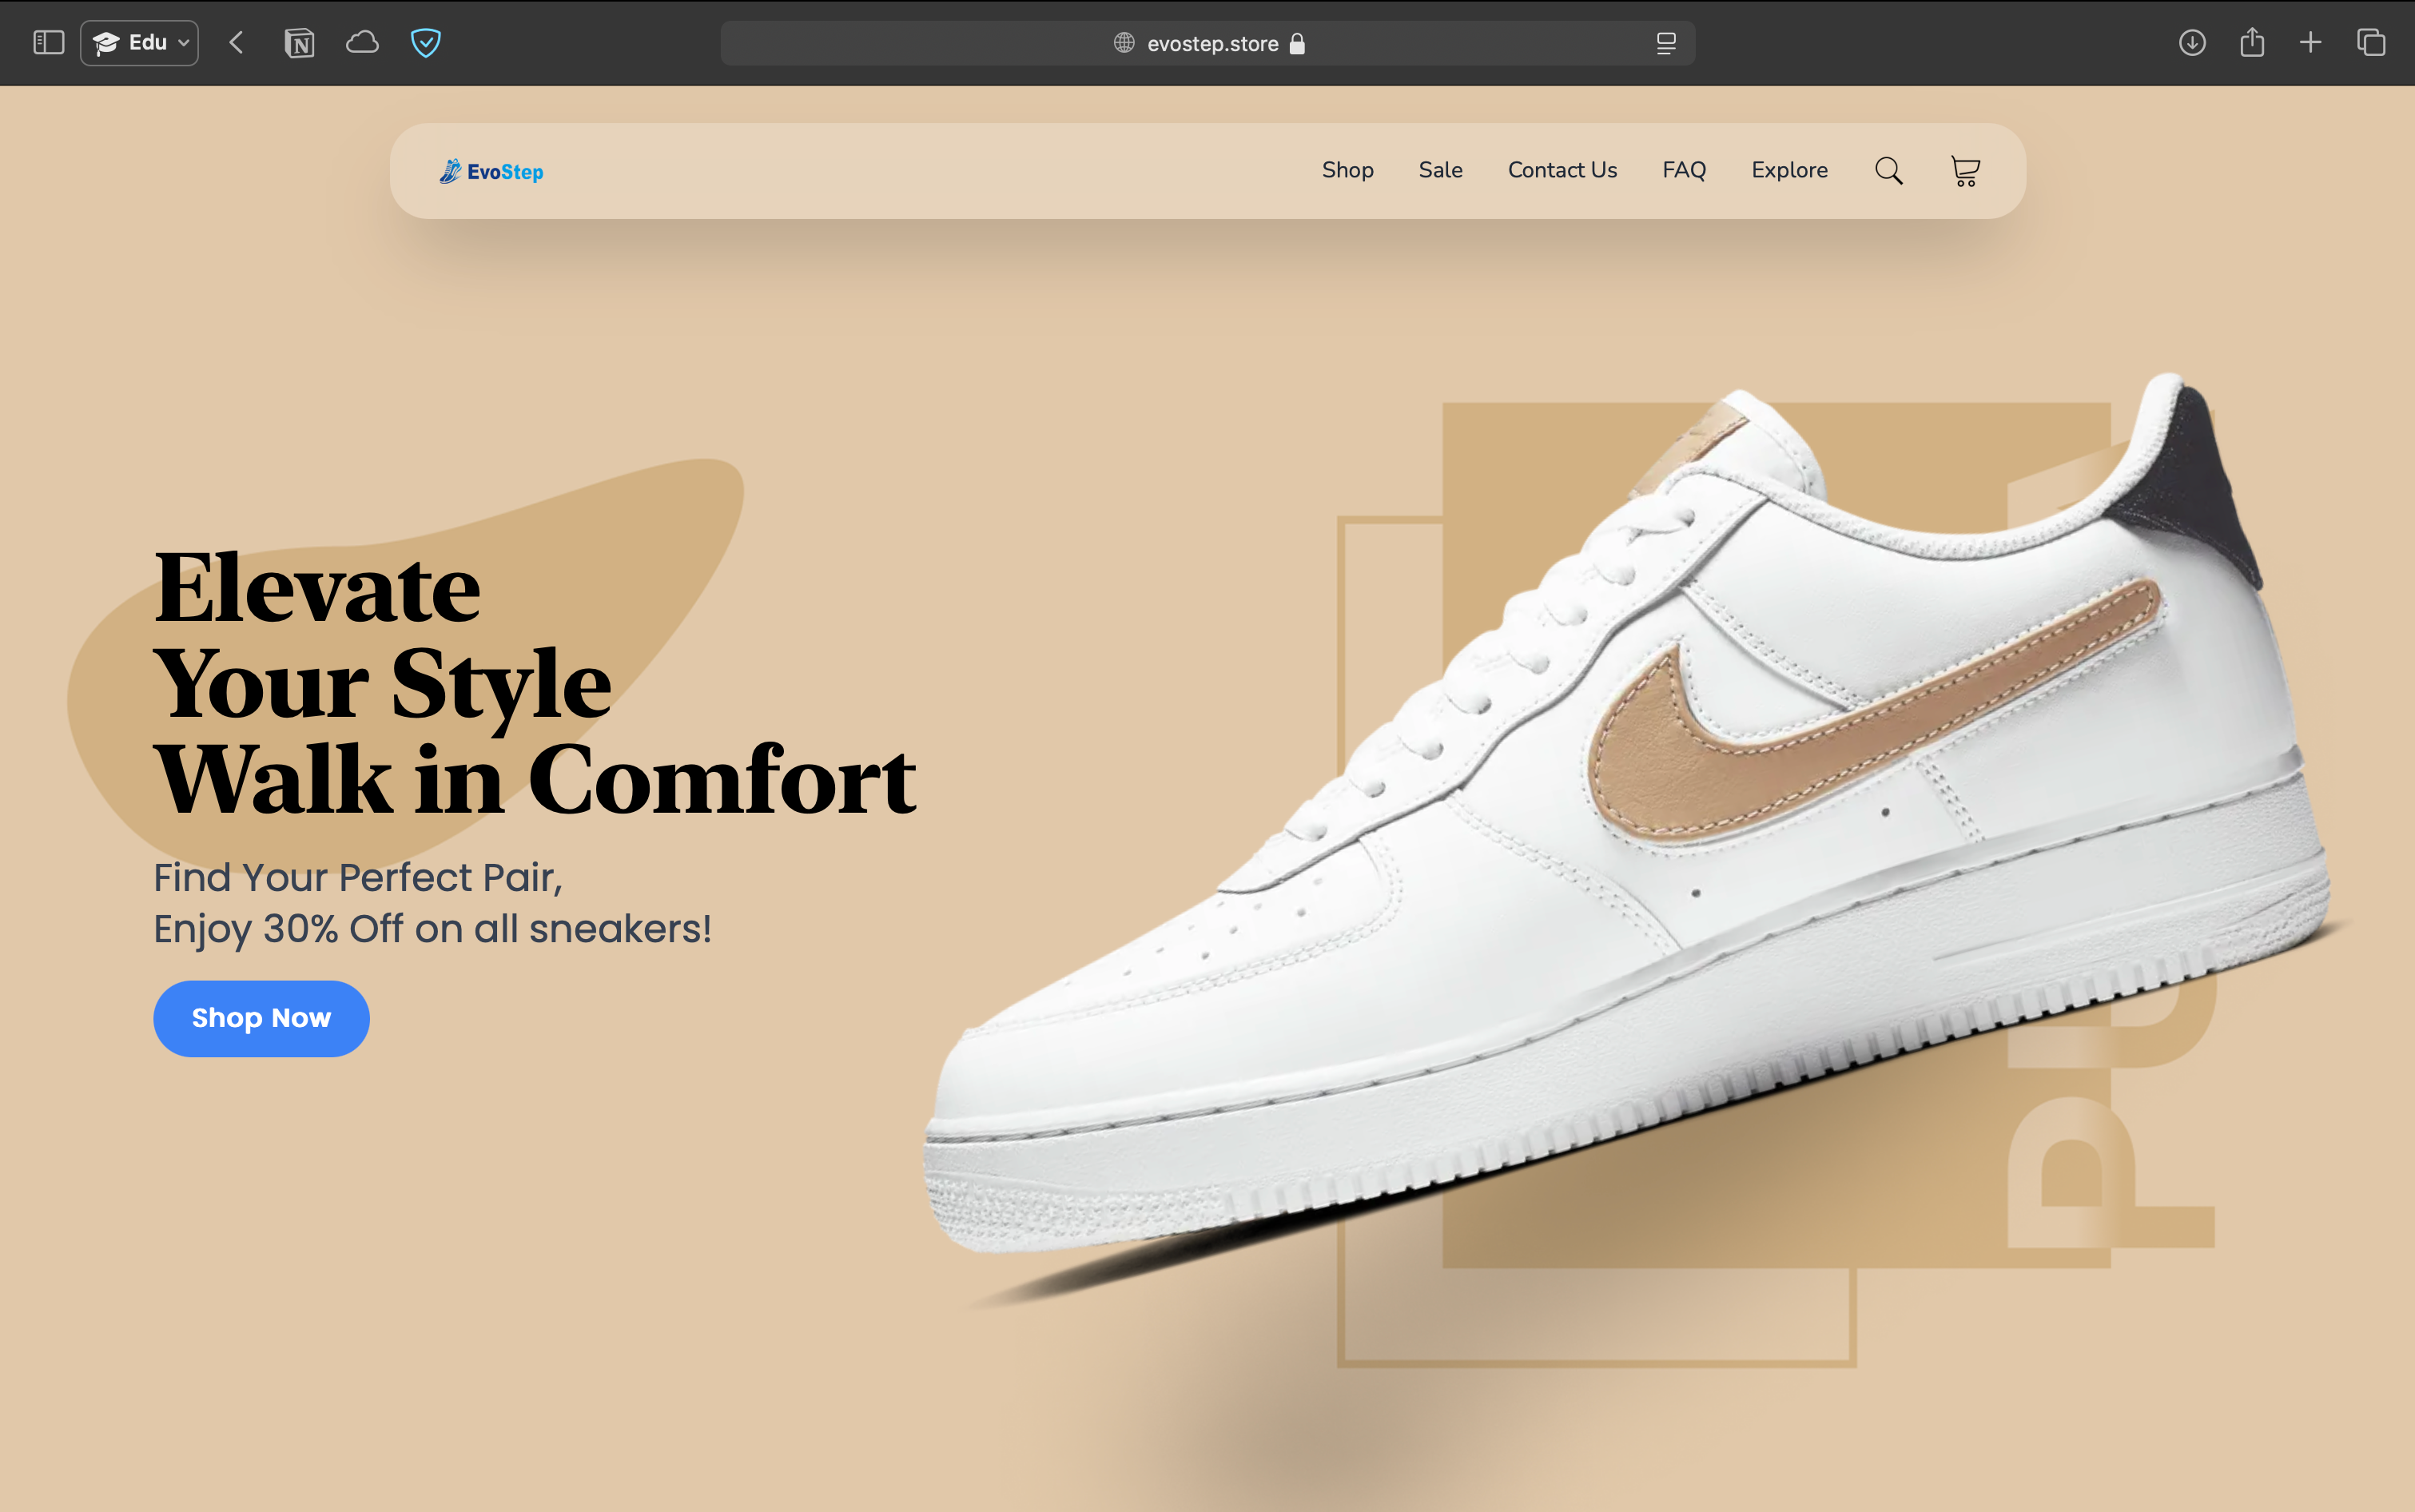 Edu
evostep.store
EvoStep
Shop Sale Contact Us FAQ Explore
Elevate
Your Style
Walk in Comfort
Find Your Perfect Pair,
Enjoy 30% Off on all sneakers!
Shop Now